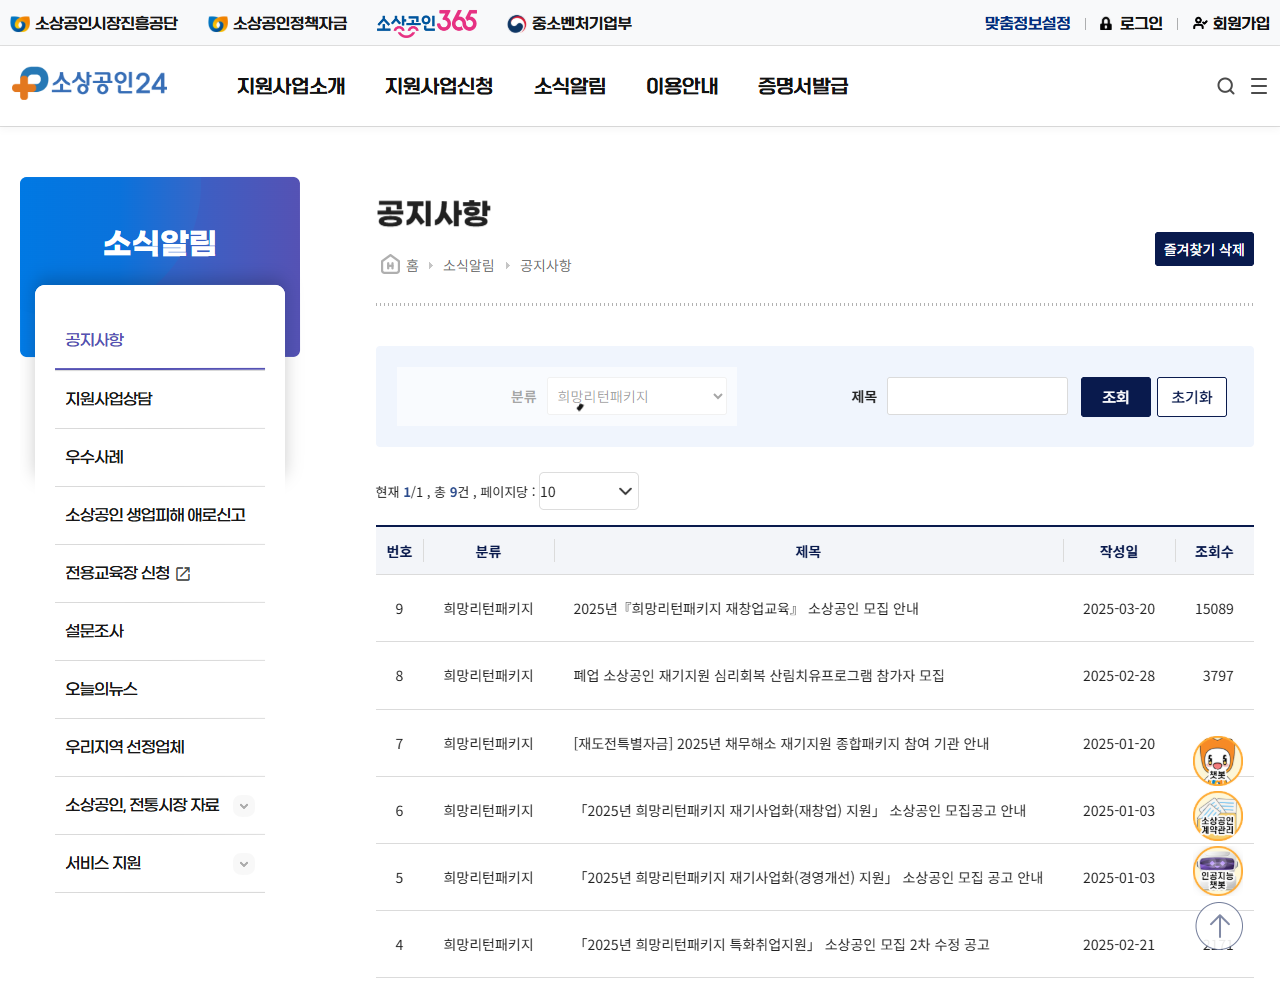 소상공인시장진흥공단 소상공인정책자금 소상공인365 중소벤처기업부 맞춤정보설정 로그인 회원가입
소상공인24 지원사업소개 지원사업신청 소식알림 이용안내 증명서발급
소식알림
공지사항
지원사업상담
우수사례
소상공인 생업피해 애로신고
전용교육장 신청
설문조사
오늘의뉴스
우리지역 선정업체
소상공인, 전통시장 자료
서비스 지원
공지사항
홈 소식알림 공지사항
즐겨찾기 삭제
분류 희망리턴패키지 제목 조회 초기화
현재 1/1 , 총 9건 , 페이지당 : 10
번호 분류 제목 작성일 조회수
9 희망리턴패키지 2025년『희망리턴패키지 재창업교육』 소상공인 모집 안내 2025-03-20 15089
8 희망리턴패키지 폐업 소상공인 재기지원 심리회복 산림치유프로그램 참가자 모집 2025-02-28 3797
7 희망리턴패키지 [재도전특별자금] 2025년 채무해소 재기지원 종합패키지 참여 기관 안내 2025-01-20
6 희망리턴패키지 「2025년 희망리턴패키지 재기사업화(재창업) 지원」 소상공인 모집공고 안내 2025-01-03
5 희망리턴패키지 「2025년 희망리턴패키지 재기사업화(경영개선) 지원」 소상공인 모집 공고 안내 2025-01-03
4 희망리턴패키지 「2025년 희망리턴패키지 특화취업지원」 소상공인 모집 2차 수정 공고 2025-02-21 2171
챗봇
소상공인
계약관리
인공지능
챗봇